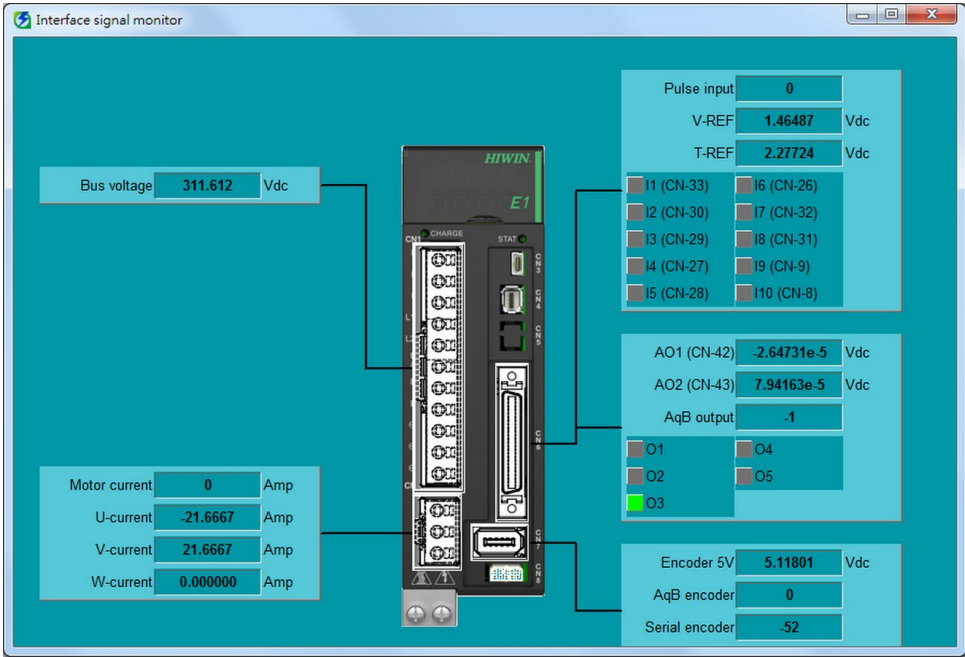 Interface signal monitor
Bus voltage 311.612 Vdc
Motor current 0 Amp
U-current -21.6667 Amp
V-current 21.6667 Amp
W-current 0.000000 Amp
HIWIN
E1
CHARGE
CN1
STAT
CN3
CN4
CN5
CN6
CN7
CN8
Pulse input 0
V-REF 1.46487 Vdc
T-REF 2.27724 Vdc
I1 (CN-33) I6 (CN-26)
I2 (CN-30) I7 (CN-32)
I3 (CN-29) I8 (CN-31)
I4 (CN-27) I9 (CN-9)
I5 (CN-28) I10 (CN-8)
AO1 (CN-42) -2.64731e-5 Vdc
AO2 (CN-43) 7.94163e-5 Vdc
AqB output -1
O1 O4
O2 O5
O3
Encoder 5V 5.11801 Vdc
AqB encoder 0
Serial encoder -52